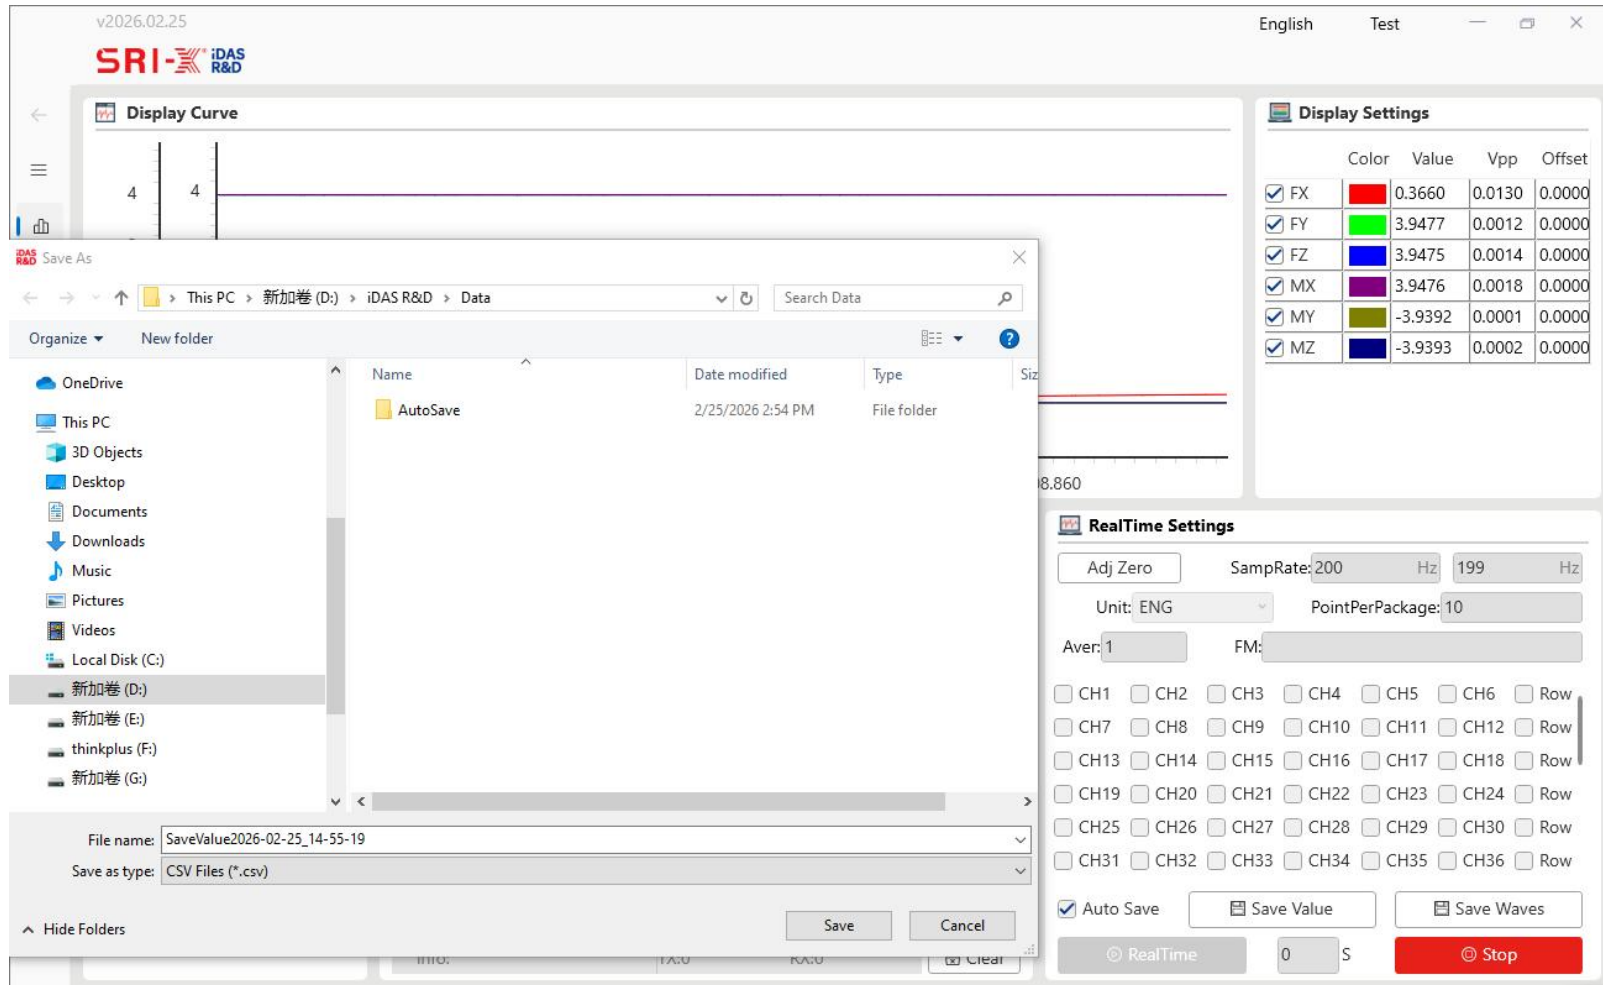 v2026.02.25
English Test
SRI-X iDAS R&D
Display Curve
4 4
Display Settings
Color Value Vpp Offset
FX 0.3660 0.0130 0.0000
FY 3.9477 0.0012 0.0000
FZ 3.9475 0.0014 0.0000
MX 3.9476 0.0018 0.0000
MY -3.9392 0.0001 0.0000
MZ -3.9393 0.0002 0.0000
iDAS R&D Save As
This PC > 新加卷 (D:) > iDAS R&D > Data
Search Data
Organize New folder
?
OneDrive
This PC
3D Objects
Desktop
Documents
Downloads
Music
Pictures
Videos
Local Disk (C:)
新加卷 (D:)
新加卷 (E:)
thinkplus (F:)
新加卷 (G:)
Name Date modified Type Siz
AutoSave 2/25/2026 2:54 PM File folder
File name: SaveValue2026-02-25_14-55-19
Save as type: CSV Files (*.csv)
Hide Folders
Save Cancel
8.860
RealTime Settings
Adj Zero SampRate: 200 Hz 199 Hz
Unit: ENG PointPerPackage: 10
Aver: 1 FM:
CH1 CH2 CH3 CH4 CH5 CH6 Row
CH7 CH8 CH9 CH10 CH11 CH12 Row
CH13 CH14 CH15 CH16 CH17 CH18 Row
CH19 CH20 CH21 CH22 CH23 CH24 Row
CH25 CH26 CH27 CH28 CH29 CH30 Row
CH31 CH32 CH33 CH34 CH35 CH36 Row
Auto Save Save Value Save Waves
RealTime 0 S Stop
Info: TX:0 RX:0 Clear